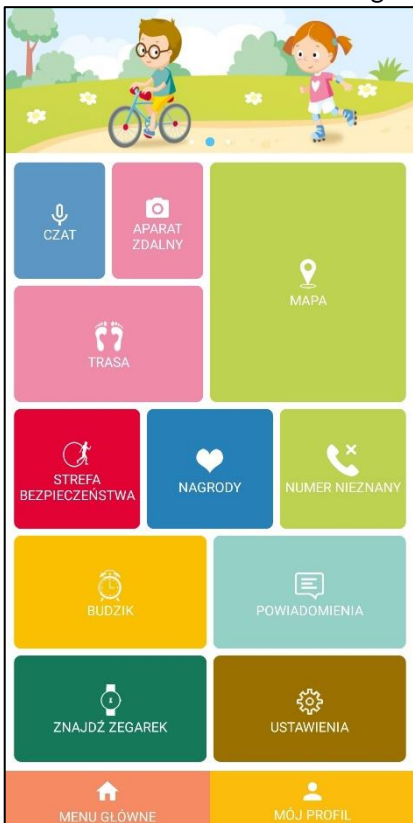 CZAT
APARAT
ZDALNY
MAPA
TRASA
STREFA
BEZPIECZEŃSTWA
NAGRODY
NUMER NIEZNANY
BUDZIK
POWIADOMIENIA
ZNAJDŹ ZEGAREK
USTAWIENIA
MENU GŁÓWNE
MÓJ PROFIL